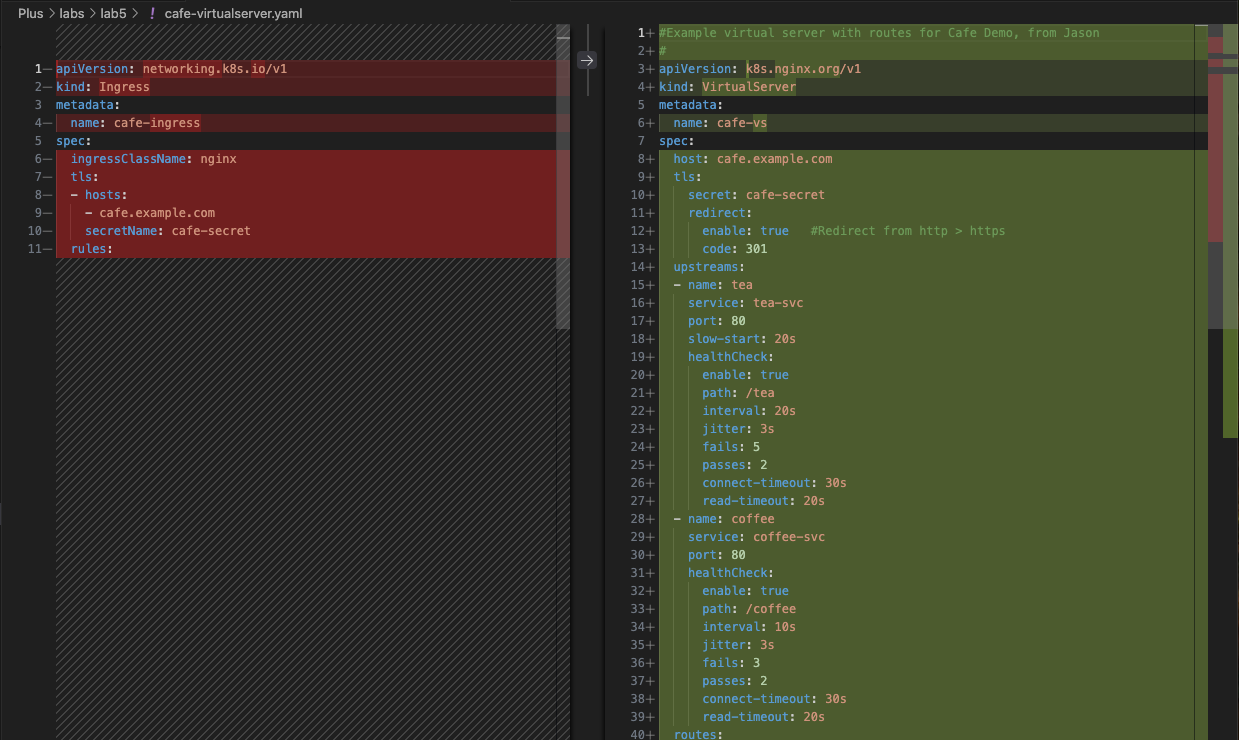 Plus > labs > lab5 > ! cafe-virtualserver.yaml
1— apiVersion: networking.k8s.io/v1
2— kind: Ingress
3 metadata:
4— name: cafe-ingress
5 spec:
6— ingressClassName: nginx
7— tls:
8— - hosts:
9— - cafe.example.com
10— secretName: cafe-secret
11— rules:
1+ #Example virtual server with routes for Cafe Demo, from Jason
2+ #
3+ apiVersion: k8s.nginx.org/v1
4+ kind: VirtualServer
5 metadata:
6+ name: cafe-vs
7 spec:
8+ host: cafe.example.com
9+ tls:
10+ secret: cafe-secret
11+ redirect:
12+ enable: true #Redirect from http > https
13+ code: 301
14+ upstreams:
15+ - name: tea
16+ service: tea-svc
17+ port: 80
18+ slow-start: 20s
19+ healthCheck:
20+ enable: true
21+ path: /tea
22+ interval: 20s
23+ jitter: 3s
24+ fails: 5
25+ passes: 2
26+ connect-timeout: 30s
27+ read-timeout: 20s
28+ - name: coffee
29+ service: coffee-svc
30+ port: 80
31+ healthCheck:
32+ enable: true
33+ path: /coffee
34+ interval: 10s
35+ jitter: 3s
36+ fails: 3
37+ passes: 2
38+ connect-timeout: 30s
39+ read-timeout: 20s
40+ routes: